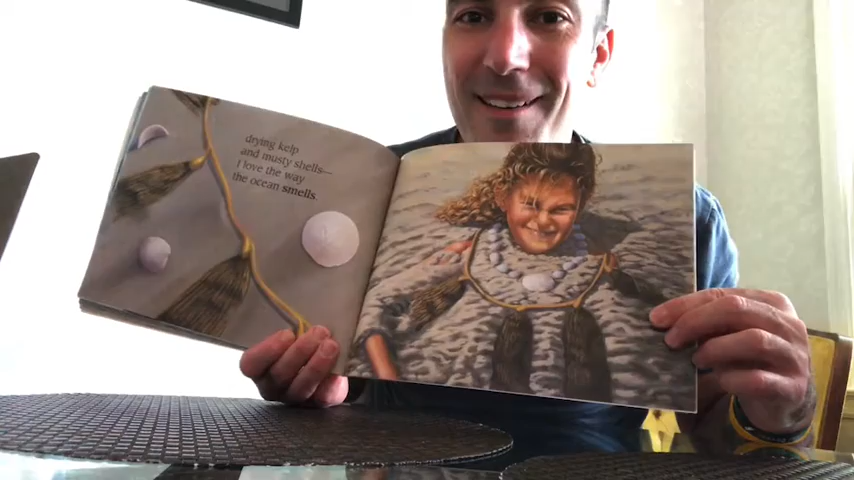 drying kelp
and musty shells—
I love the way
the ocean smells.